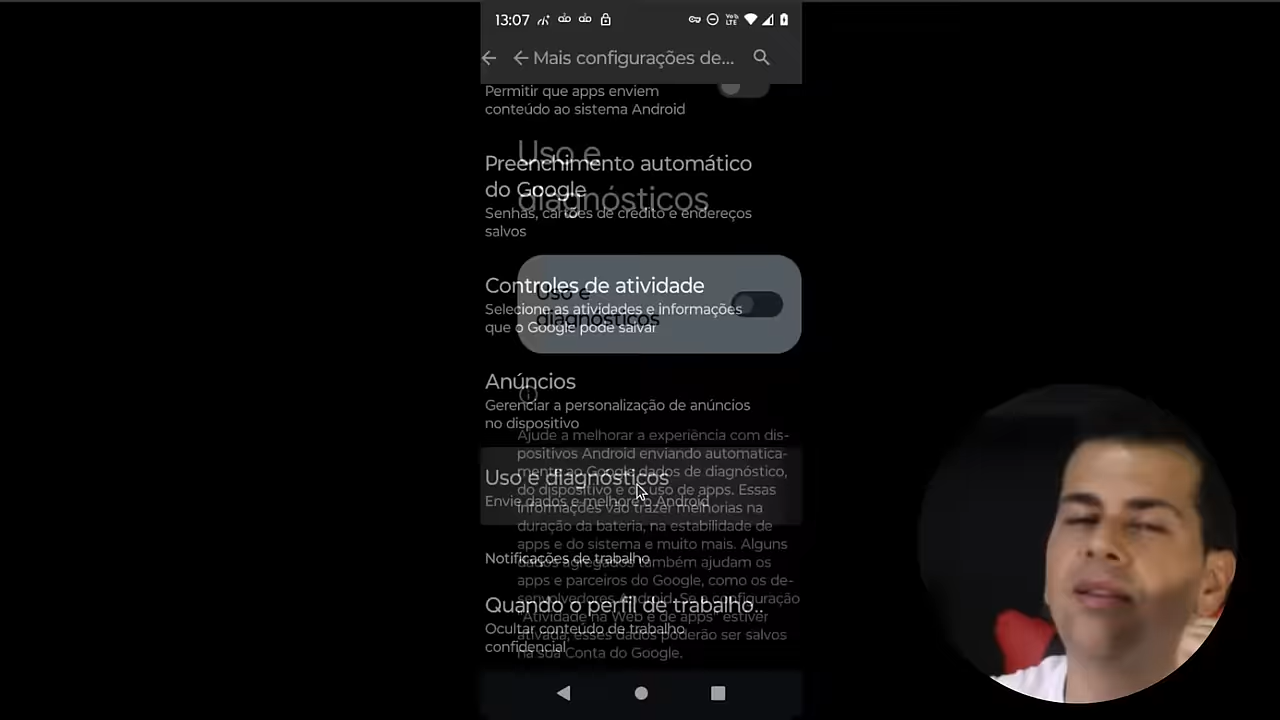 13:07
Mais configurações de...
Permitir que apps enviem
conteúdo ao sistema Android
Uso e
diagnósticos
Preenchimento automático
do Google
Senhas, cartões de crédito e endereços
salvos
Controles de atividade
Selecione as atividades e informações
que o Google pode salvar
Uso e
diagnósticos
Anúncios
Gerenciar a personalização de anúncios
no dispositivo
Uso e diagnósticos
Envie dados e melhore o Android
Notificações de trabalho
Quando o perfil de trabalho..
Ocultar conteúdo de trabalho
confidencial
Ajude a melhorar a experiência com dis-
positivos Android enviando automatica-
mente ao Google dados de diagnóstico,
do dispositivo e do uso de apps. Essas
informações vão trazer melhorias na
duração da bateria, na estabilidade de
apps e do sistema e muito mais. Alguns
dados agregados também ajudam os
apps e parceiros do Google, como os de-
senvolvedores Android. Se a configuração
"Atividade na Web e de apps" estiver
ativada, esses dados poderão ser salvos
na sua Conta do Google.